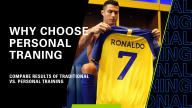 WHY CHOOSE
PERSONAL
TRANING
COMPARE RESULTS OF TRADITIONAL
VS. PERSONAL TRAINING
RONALDO
7